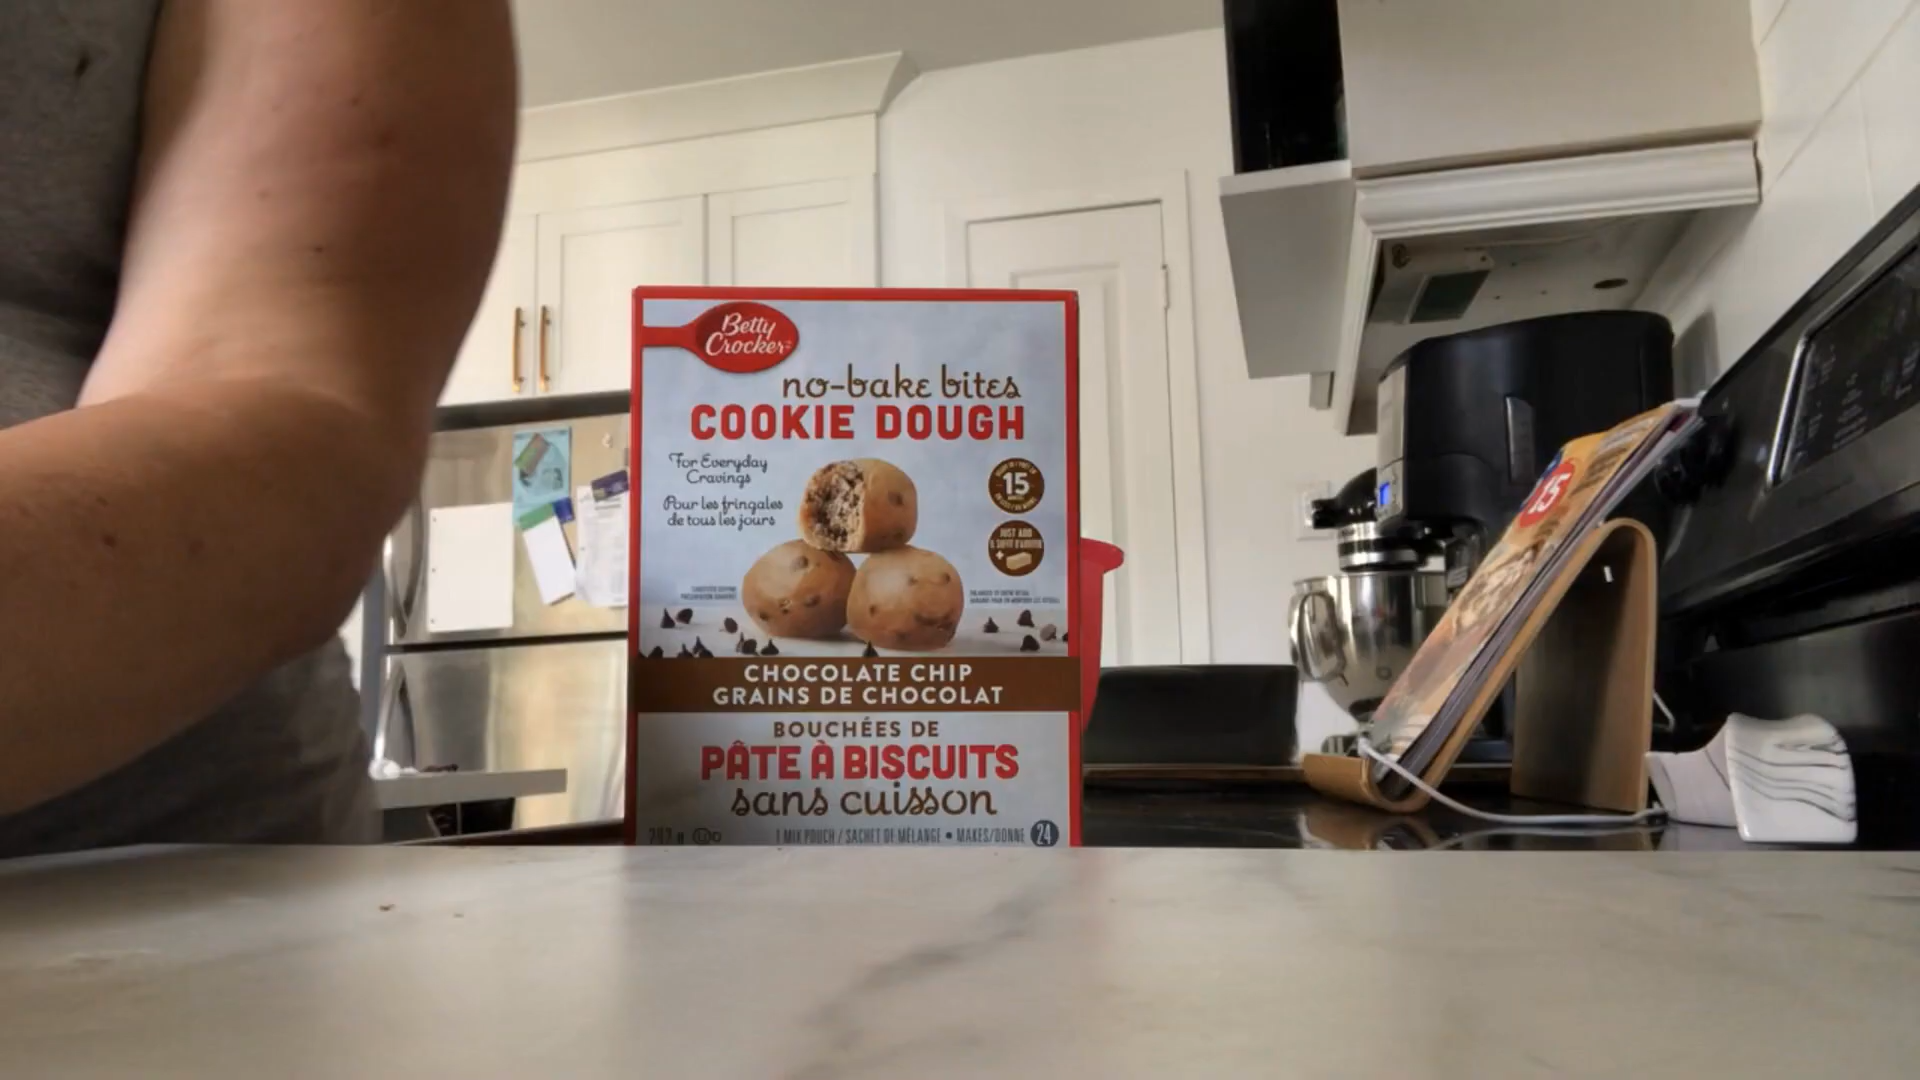 Betty
Crocker
no-bake bites
COOKIE DOUGH
For Everyday
Cravings
Pour les fringales
de tous les jours
15
JUST ADD
CHOCOLATE CHIP
GRAINS DE CHOCOLAT
BOUCHÉES DE
PÂTE À BISCUITS
sans cuisson
1 MIX POUCH / SACHET DE MÉLANGE • MAKES/DONNE 24
15